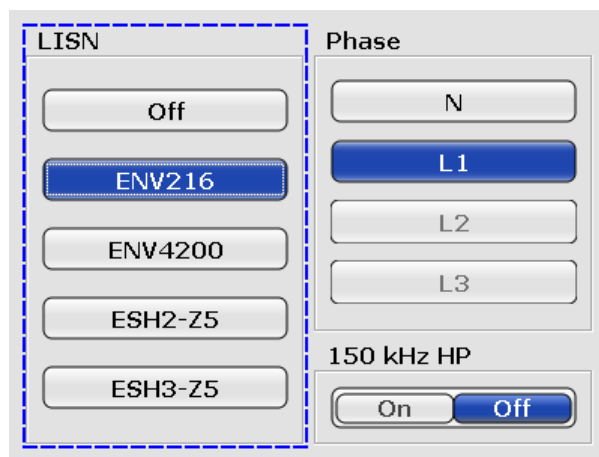 LISN
Off
ENV216
ENV4200
ESH2-Z5
ESH3-Z5
Phase
N
L1
L2
L3
150 kHz HP
On Off